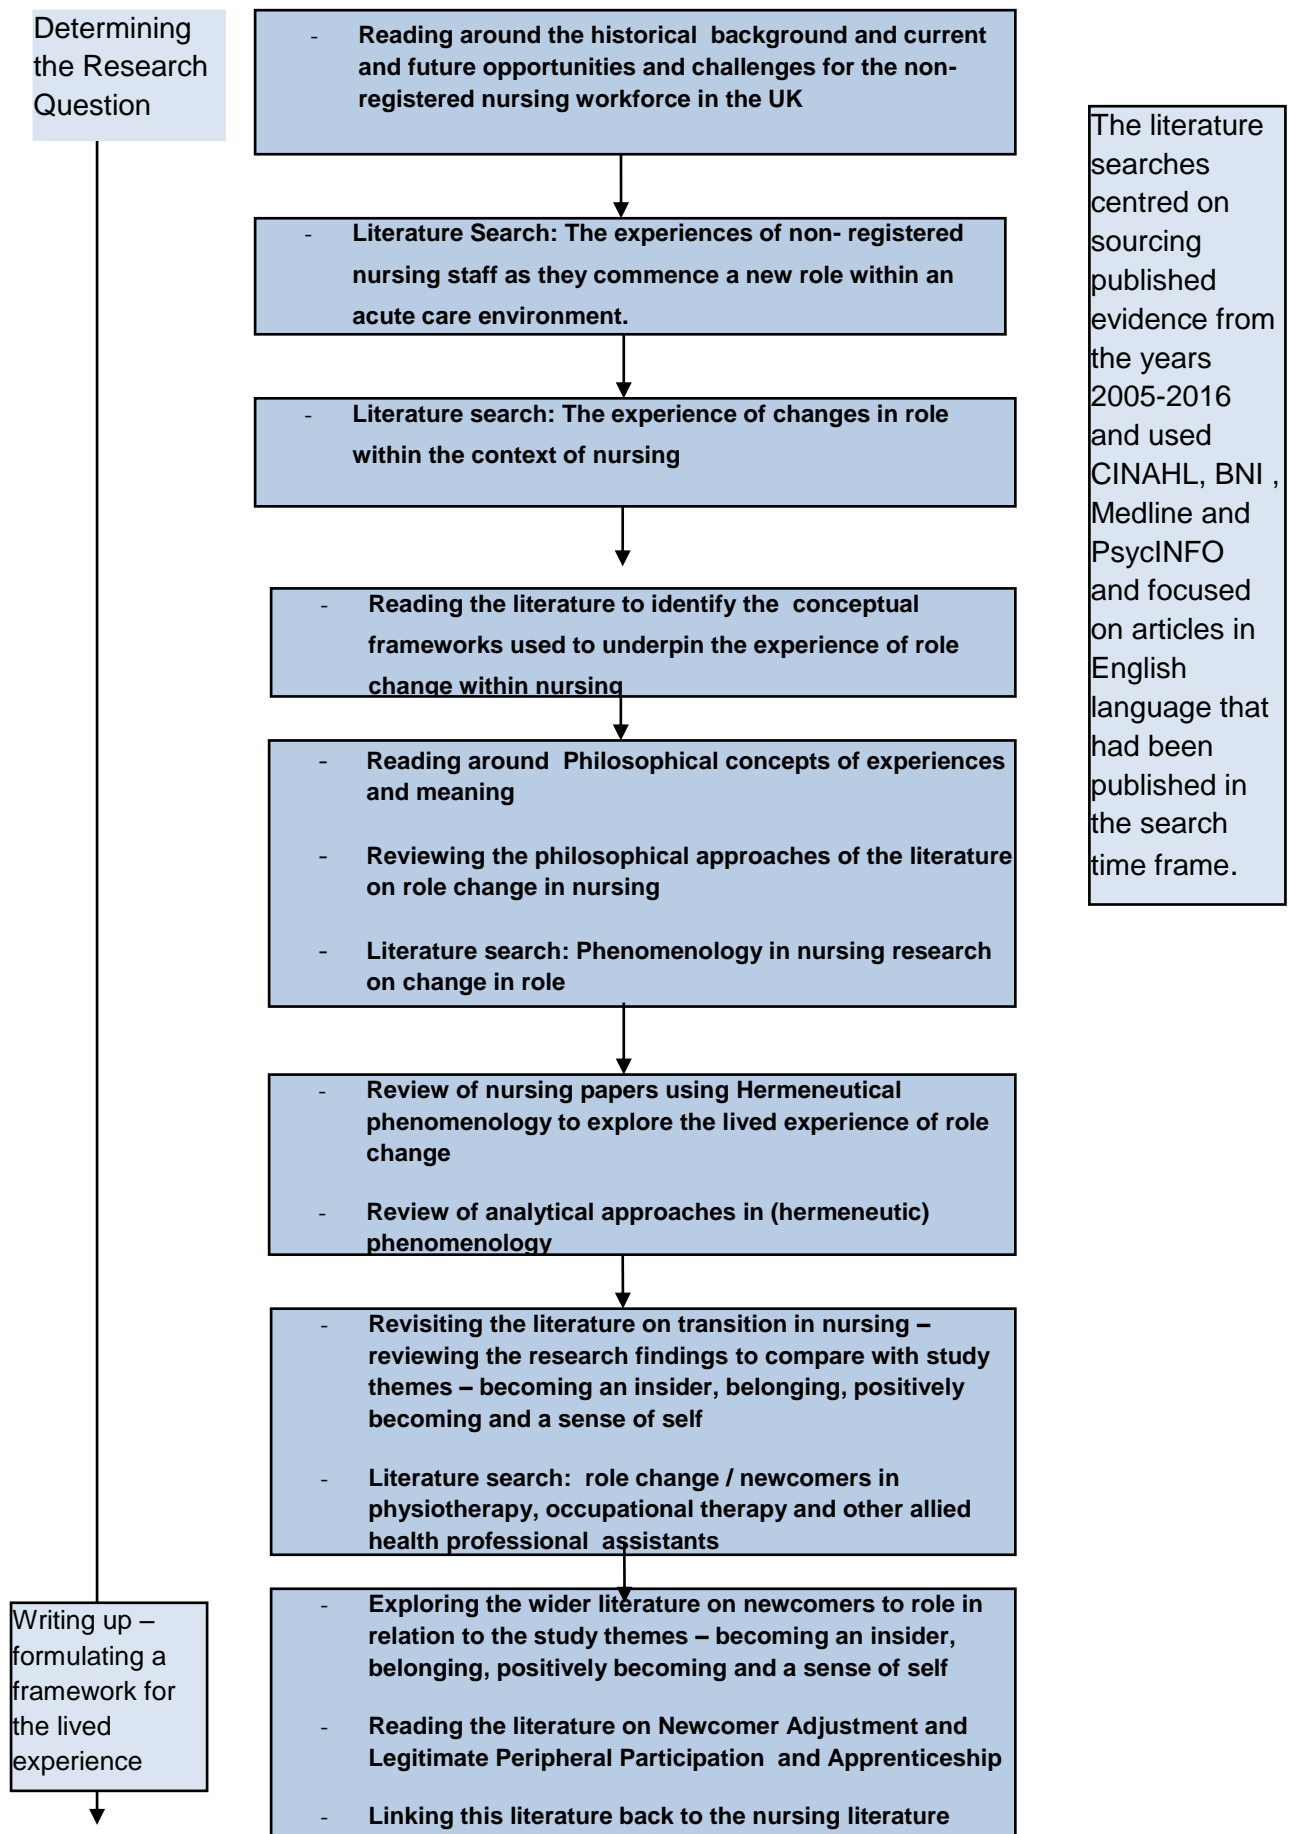 Determining
the Research
Question
- Reading around the historical background and current
and future opportunities and challenges for the non-
registered nursing workforce in the UK
- Literature Search: The experiences of non- registered
nursing staff as they commence a new role within an
acute care environment.
- Literature search: The experience of changes in role
within the context of nursing
- Reading the literature to identify the conceptual
frameworks used to underpin the experience of role
change within nursing
- Reading around Philosophical concepts of experiences
and meaning
- Reviewing the philosophical approaches of the literature
on role change in nursing
- Literature search: Phenomenology in nursing research
on change in role
- Review of nursing papers using Hermeneutical
phenomenology to explore the lived experience of role
change
- Review of analytical approaches in (hermeneutic)
phenomenology
- Revisiting the literature on transition in nursing –
reviewing the research findings to compare with study
themes – becoming an insider, belonging, positively
becoming and a sense of self
- Literature search: role change / newcomers in
physiotherapy, occupational therapy and other allied
health professional assistants
- Exploring the wider literature on newcomers to role in
relation to the study themes – becoming an insider,
belonging, positively becoming and a sense of self
- Reading the literature on Newcomer Adjustment and
Legitimate Peripheral Participation and Apprenticeship
- Linking this literature back to the nursing literature
Writing up –
formulating a
framework for
the lived
experience
The literature
searches
centred on
sourcing
published
evidence from
the years
2005-2016
and used
CINAHL, BNI ,
Medline and
PsycINFO
and focused
on articles in
English
language that
had been
published in
the search
time frame.